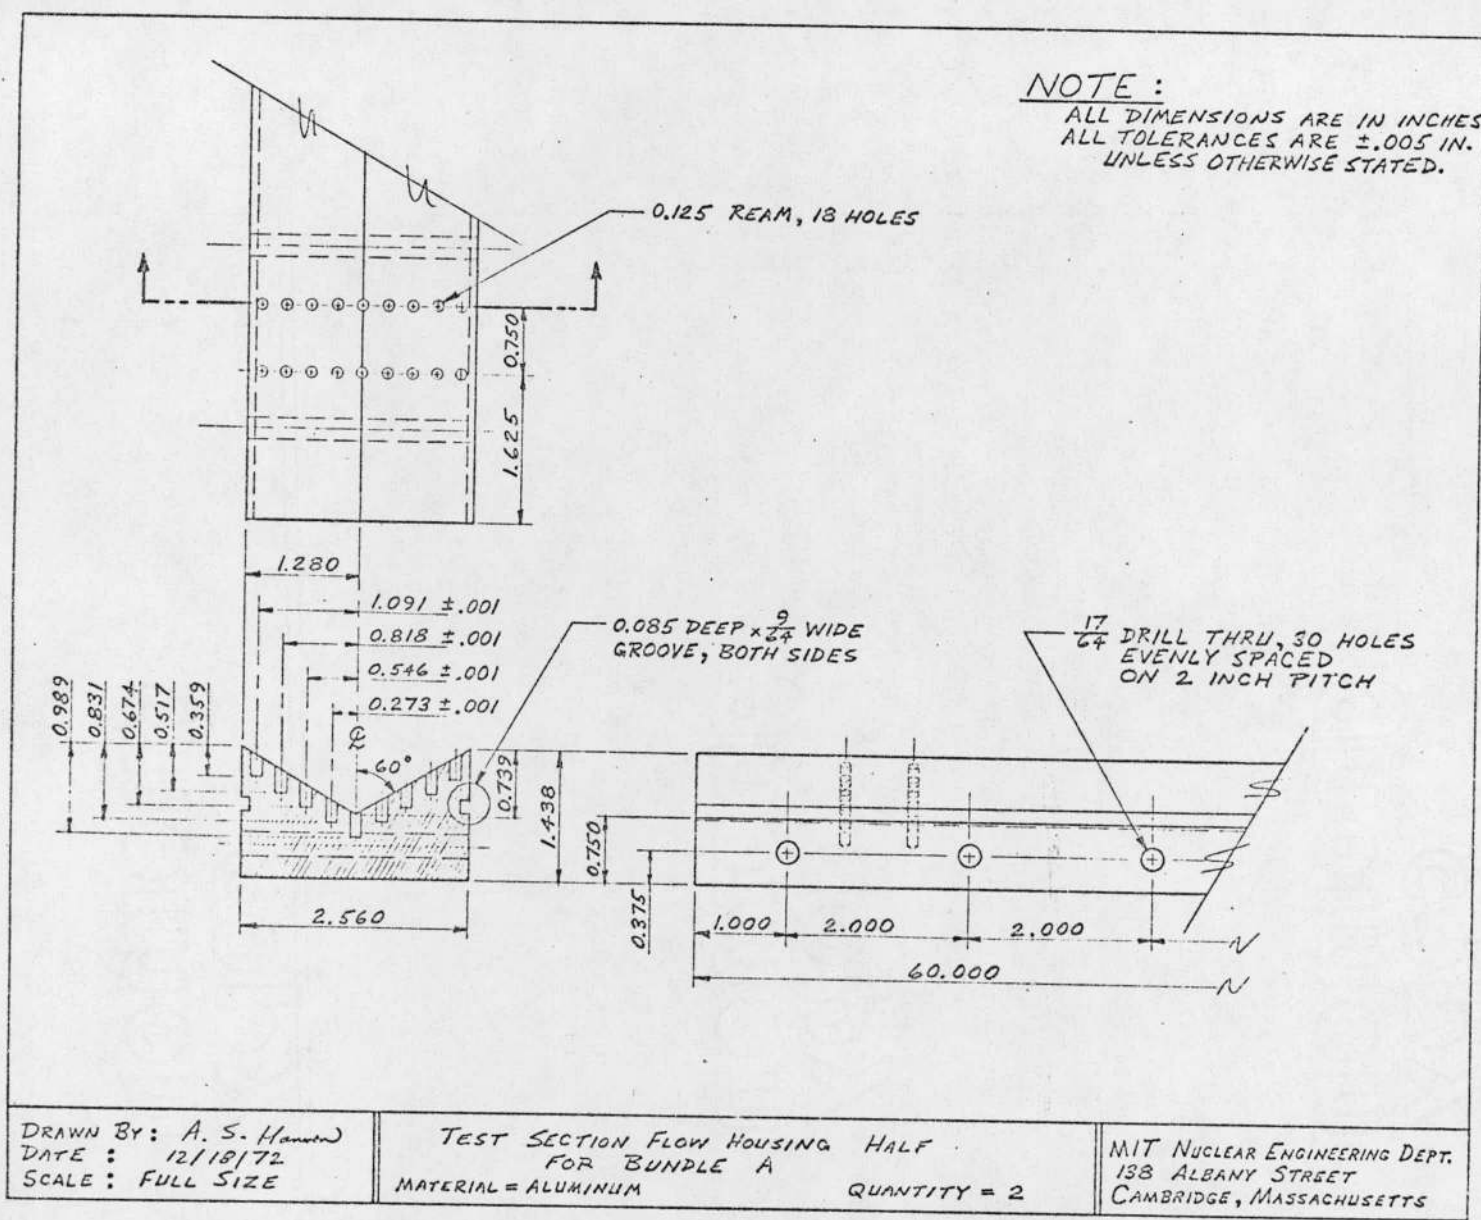 NOTE :
ALL DIMENSIONS ARE IN INCHES
ALL TOLERANCES ARE ±.005 IN.
UNLESS OTHERWISE STATED.
0.125 REAM, 18 HOLES
0.750
1.625
1.280
1.091 ±.001
0.818 ±.001
0.546 ±.001
0.273 ±.001
0.989
0.831
0.674
0.517
0.359
℄
60°
0.739
1.438
2.560
0.085 DEEP x 9/64 WIDE
GROOVE, BOTH SIDES
17/64 DRILL THRU, 30 HOLES
EVENLY SPACED
ON 2 INCH PITCH
0.750
0.375
1.000
2.000
2.000
60.000
DRAWN BY: A. S.
DATE : 12/18/72
SCALE : FULL SIZE
TEST SECTION FLOW HOUSING HALF
FOR BUNDLE A
MATERIAL = ALUMINUM QUANTITY = 2
MIT NUCLEAR ENGINEERING DEPT.
138 ALBANY STREET
CAMBRIDGE, MASSACHUSETTS